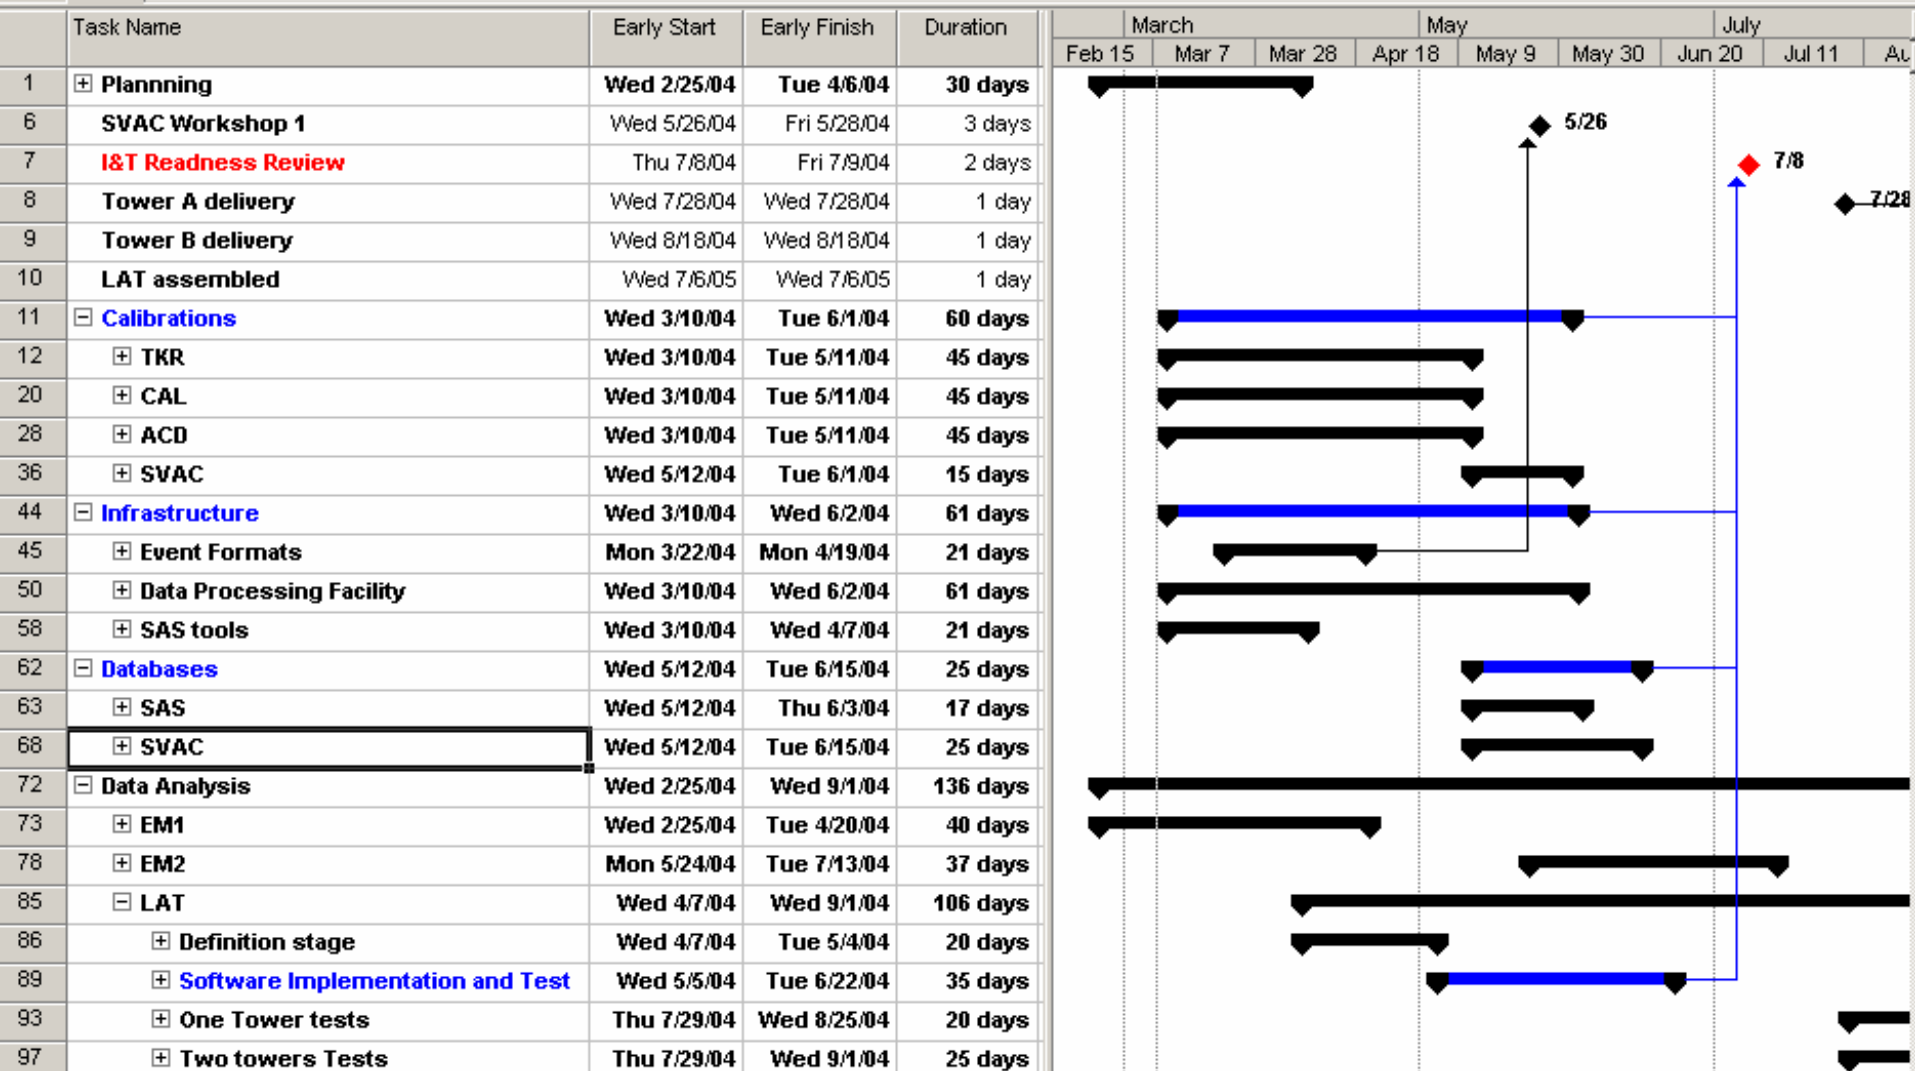 Task Name Early Start Early Finish Duration March May July
Feb 15 Mar 7 Mar 28 Apr 18 May 9 May 30 Jun 20 Jul 11
1 Plannning Wed 2/25/04 Tue 4/6/04 30 days
6 SVAC Workshop 1 Wed 5/26/04 Fri 5/28/04 3 days 5/26
7 I&T Readness Review Thu 7/8/04 Fri 7/9/04 2 days 7/8
8 Tower A delivery Wed 7/28/04 Wed 7/28/04 1 day 7/28
9 Tower B delivery Wed 8/18/04 Wed 8/18/04 1 day
10 LAT assembled Wed 7/6/05 Wed 7/6/05 1 day
11 Calibrations Wed 3/10/04 Tue 6/1/04 60 days
12 TKR Wed 3/10/04 Tue 5/11/04 45 days
20 CAL Wed 3/10/04 Tue 5/11/04 45 days
28 ACD Wed 3/10/04 Tue 5/11/04 45 days
36 SVAC Wed 5/12/04 Tue 6/1/04 15 days
44 Infrastructure Wed 3/10/04 Wed 6/2/04 61 days
45 Event Formats Mon 3/22/04 Mon 4/19/04 21 days
50 Data Processing Facility Wed 3/10/04 Wed 6/2/04 61 days
58 SAS tools Wed 3/10/04 Wed 4/7/04 21 days
62 Databases Wed 5/12/04 Tue 6/15/04 25 days
63 SAS Wed 5/12/04 Thu 6/3/04 17 days
68 SVAC Wed 5/12/04 Tue 6/15/04 25 days
72 Data Analysis Wed 2/25/04 Wed 9/1/04 136 days
73 EM1 Wed 2/25/04 Tue 4/20/04 40 days
78 EM2 Mon 5/24/04 Tue 7/13/04 37 days
85 LAT Wed 4/7/04 Wed 9/1/04 106 days
86 Definition stage Wed 4/7/04 Tue 5/4/04 20 days
89 Software Implementation and Test Wed 5/5/04 Tue 6/22/04 35 days
93 One Tower tests Thu 7/29/04 Wed 8/25/04 20 days
97 Two towers Tests Thu 7/29/04 Wed 9/1/04 25 days